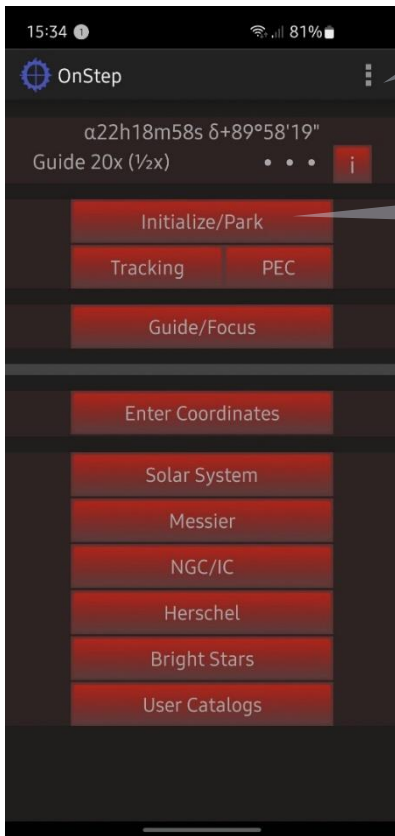 15:34 1 81%
OnStep
α22h18m58s δ+89°58'19"
Guide 20x (½x) • • • i
Initialize/Park
Tracking PEC
Guide/Focus
Enter Coordinates
Solar System
Messier
NGC/IC
Herschel
Bright Stars
User Catalogs